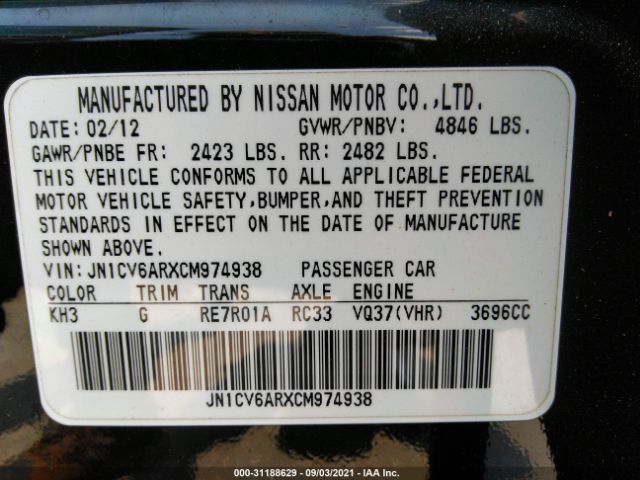 MANUFACTURED BY NISSAN MOTOR CO.,LTD.
DATE: 02/12 GVWR/PNBV: 4846 LBS.
GAWR/PNBE FR: 2423 LBS. RR: 2482 LBS.
THIS VEHICLE CONFORMS TO ALL APPLICABLE FEDERAL
MOTOR VEHICLE SAFETY,BUMPER,AND THEFT PREVENTION
STANDARDS IN EFFECT ON THE DATE OF MANUFACTURE
SHOWN ABOVE.
VIN: JN1CV6ARXCM974938 PASSENGER CAR
COLOR TRIM TRANS AXLE ENGINE
KH3 G RE7R01A RC33 VQ37(VHR) 3696CC
JN1CV6ARXCM974938
000-31188629 - 09/03/2021 - IAA Inc.